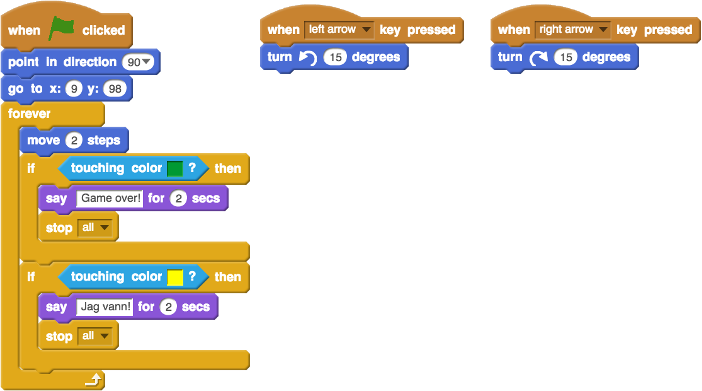 when clicked
point in direction 90
go to x: 9 y: 98
forever
move 2 steps
if touching color ? then
say Game over! for 2 secs
stop all
if touching color ? then
say Jag vann! for 2 secs
stop all
when left arrow key pressed
turn 15 degrees
when right arrow key pressed
turn 15 degrees